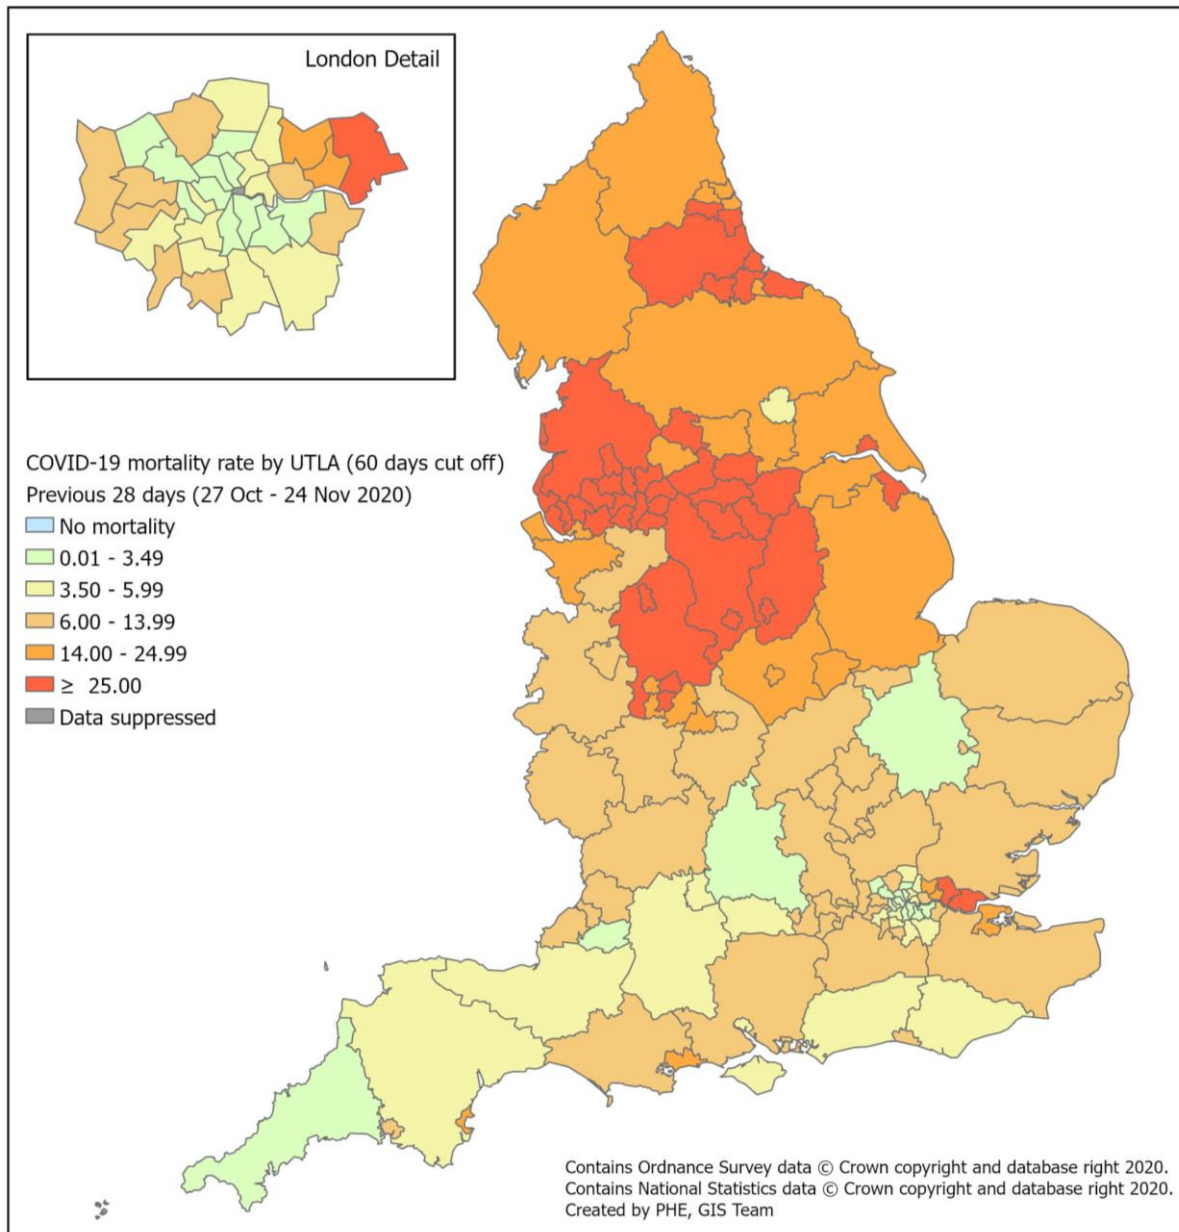 London Detail
COVID-19 mortality rate by UTLA (60 days cut off)
Previous 28 days (27 Oct - 24 Nov 2020)
No mortality
0.01 - 3.49
3.50 - 5.99
6.00 - 13.99
14.00 - 24.99
≥ 25.00
Data suppressed
Contains Ordnance Survey data © Crown copyright and database right 2020.
Contains National Statistics data © Crown copyright and database right 2020.
Created by PHE, GIS Team